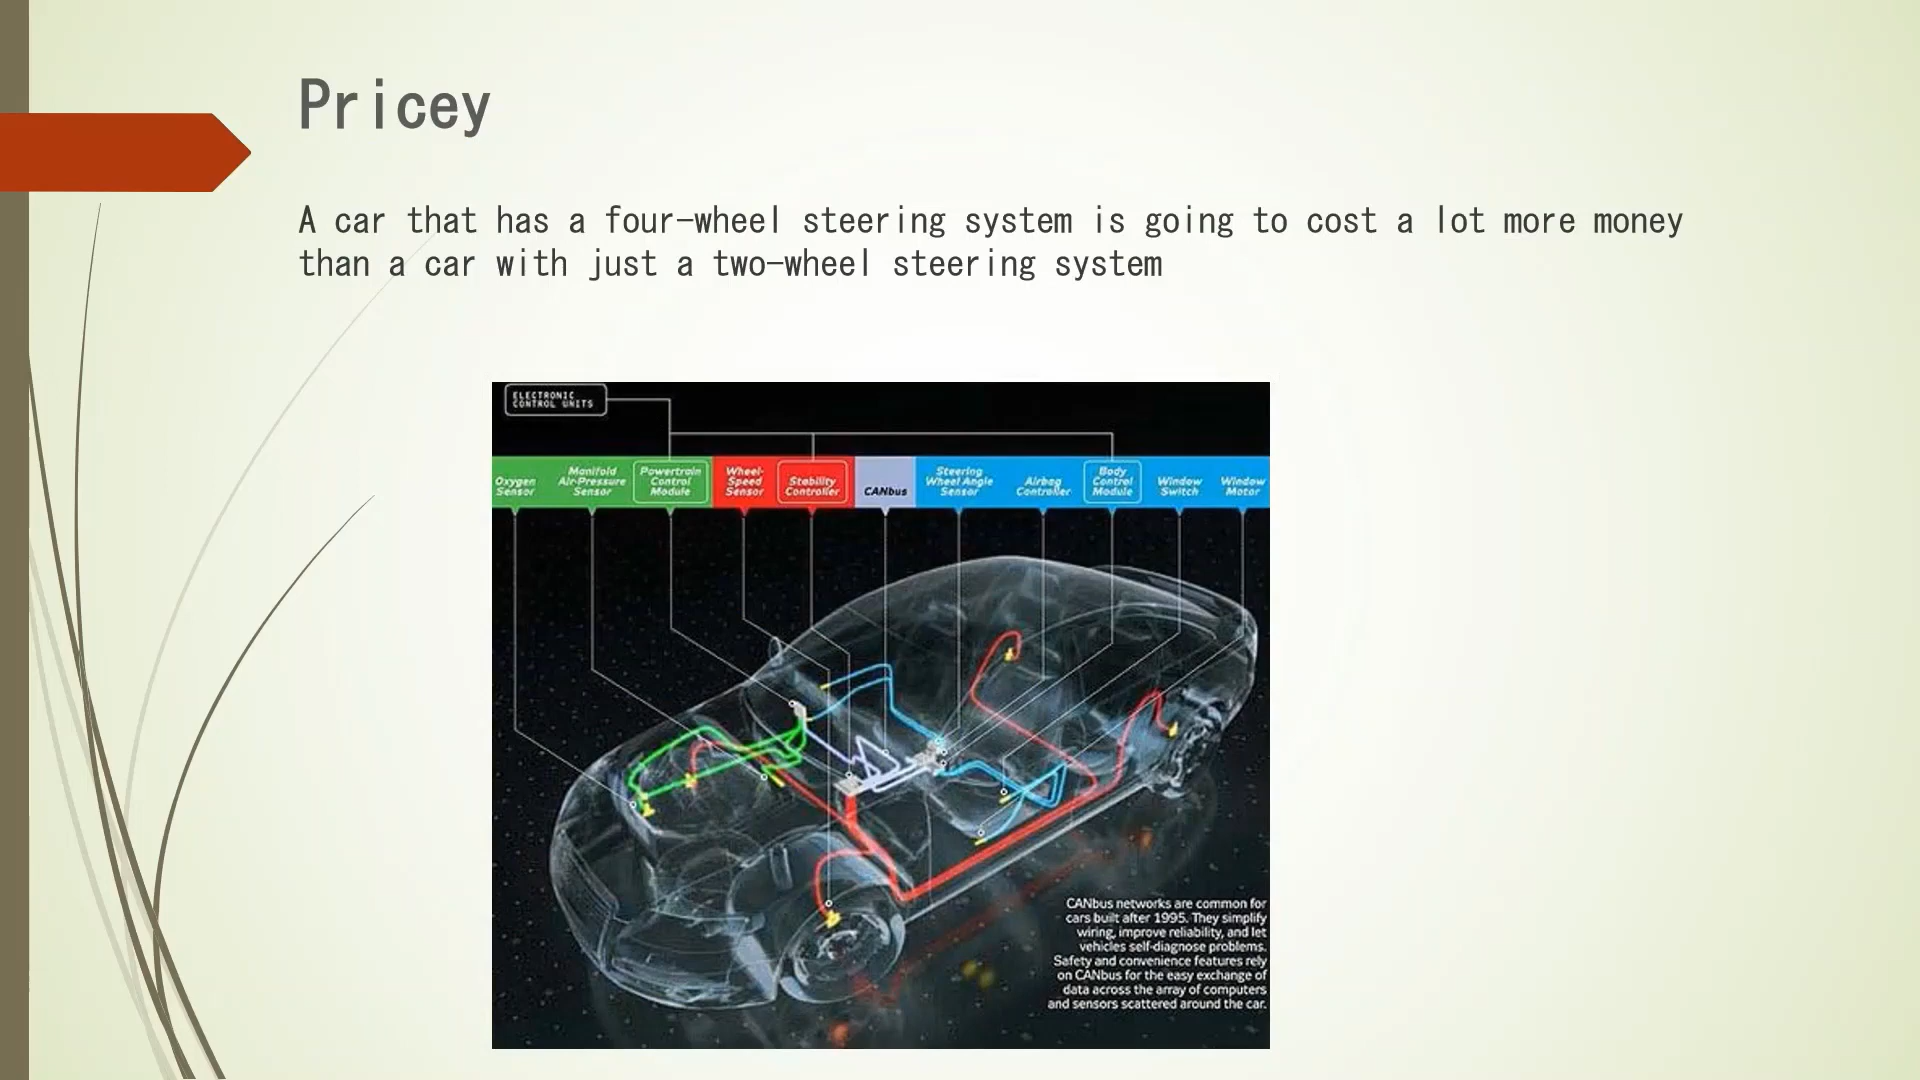 Pricey
A car that has a four-wheel steering system is going to cost a lot more money
than a car with just a two-wheel steering system
ELECTRONIC
CONTROL UNITS
Oxygen
Sensor
Manifold
Air-Pressure
Sensor
Powertrain
Control
Module
Wheel-
Speed
Sensor
Stability
Controller
CANbus
Steering
Wheel Angle
Sensor
Airbag
Controller
Body
Control
Module
Window
Switch
Window
Motor
CANbus networks are common for
cars built after 1995. They simplify
wiring, improve reliability, and let
vehicles self-diagnose problems.
Safety and convenience features rely
on CANbus for the easy exchange of
data across the array of computers
and sensors scattered around the car.